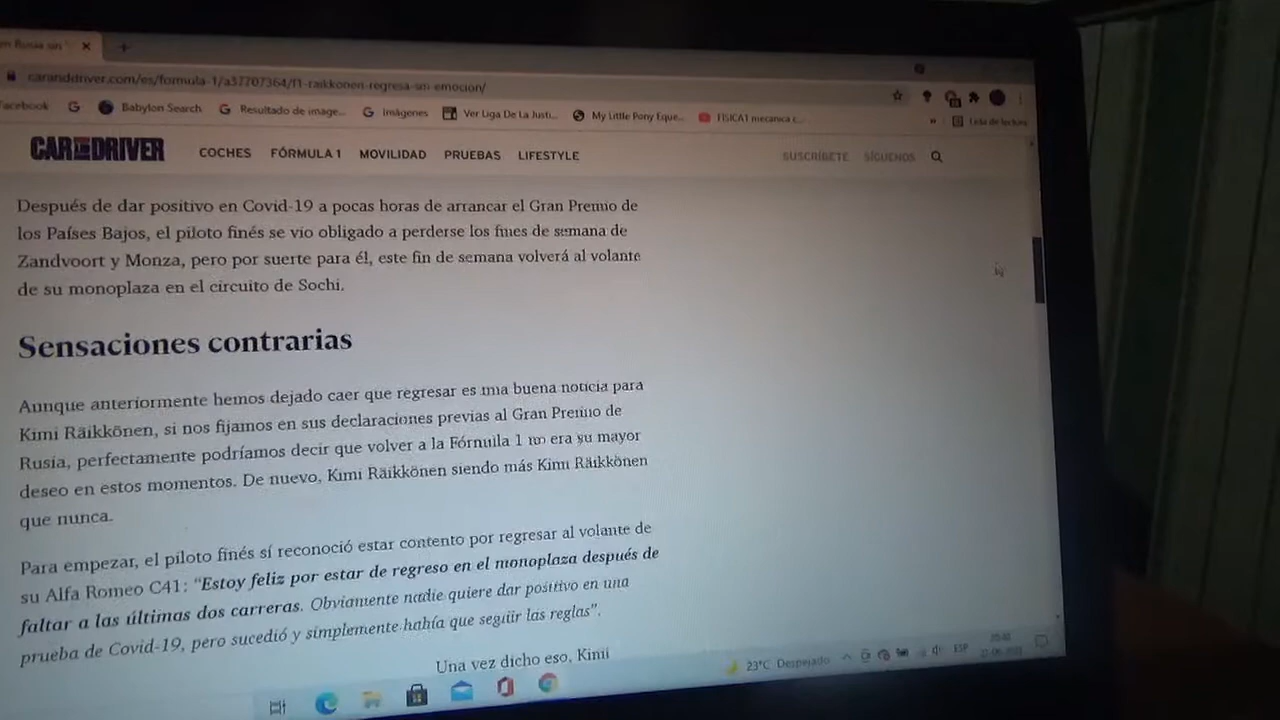 caranddriver.com/es/formula-1/a37707364/f1-raikkonen-regresa-sin-emocion/
Facebook Babylon Search Resultado de image... Imágenes Ver Liga De La Justi... My Little Pony Eque... FISICA1 mecanica c... » Lista de lectura
CAR AND DRIVER COCHES FÓRMULA 1 MOVILIDAD PRUEBAS LIFESTYLE SUSCRÍBETE SÍGUENOS
Después de dar positivo en Covid-19 a pocas horas de arrancar el Gran Premio de
los Países Bajos, el piloto finés se vio obligado a perderse los fines de semana de
Zandvoort y Monza, pero por suerte para él, este fin de semana volverá al volante
de su monoplaza en el circuito de Sochi.
Sensaciones contrarias
Aunque anteriormente hemos dejado caer que regresar es una buena noticia para
Kimi Räikkönen, si nos fijamos en sus declaraciones previas al Gran Premio de
Rusia, perfectamente podríamos decir que volver a la Fórmula 1 no era su mayor
deseo en estos momentos. De nuevo, Kimi Räikkönen siendo más Kimi Räikkönen
que nunca.
Para empezar, el piloto finés sí reconoció estar contento por regresar al volante de
su Alfa Romeo C41: "Estoy feliz por estar de regreso en el monoplaza después de
faltar a las últimas dos carreras. Obviamente nadie quiere dar positivo en una
prueba de Covid-19, pero sucedió y simplemente había que seguir las reglas".
Una vez dicho eso, Kimi
23°C Despejado ESP